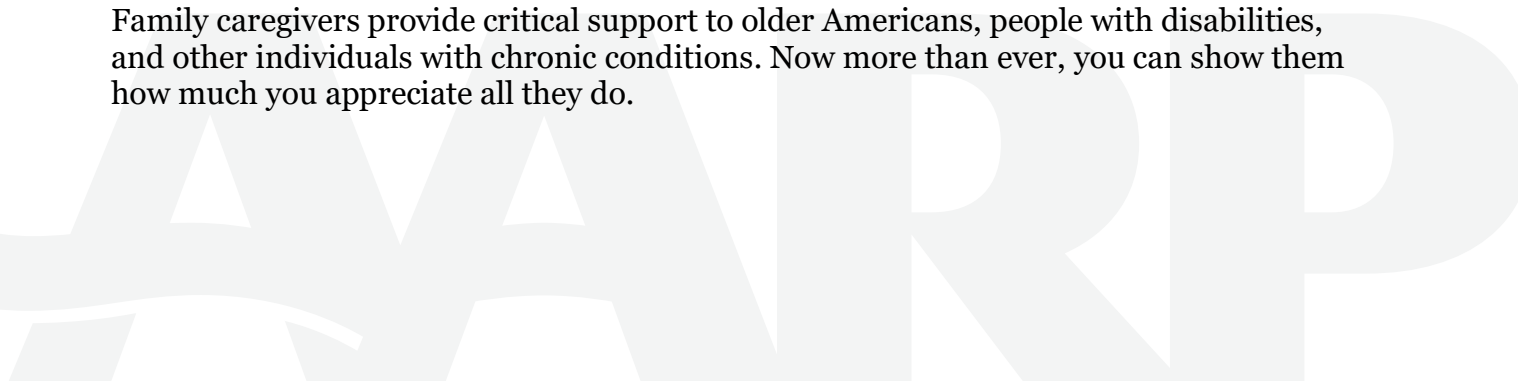 Family caregivers provide critical support to older Americans, people with disabilities,
and other individuals with chronic conditions. Now more than ever, you can show them
how much you appreciate all they do.
AARP